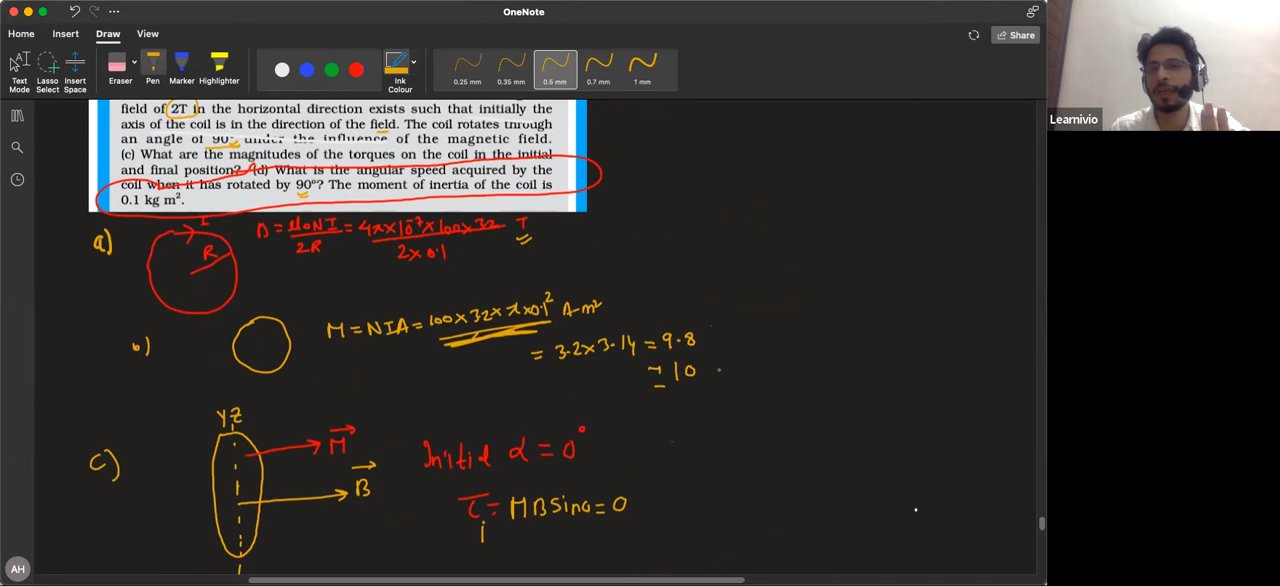 OneNote
Home Insert Draw View
Share
Text Mode
Lasso Select
Insert Space
Eraser
Pen
Marker
Highlighter
Ink Colour
0.25 mm
0.35 mm
0.5 mm
0.7 mm
1 mm
Learnivio
field of 2T in the horizontal direction exists such that initially the
axis of the coil is in the direction of the field. The coil rotates through
an angle of 90° under the influence of the magnetic field.
(c) What are the magnitudes of the torques on the coil in the initial
and final position? (d) What is the angular speed acquired by the
coil when it has rotated by 90°? The moment of inertia of the coil is
0.1 kg m².
a)
I
R
B = μ₀NI/2R = 4π×10⁻⁷×100×32/2×0.1 T
b)
M = NIA = 100×32×π×0.1² A-m²
= 3.2×3.14 = 9.8
≃ 10
c)
YZ
M
B
Initial α = 0°
τi = MB sin0 = 0
AH